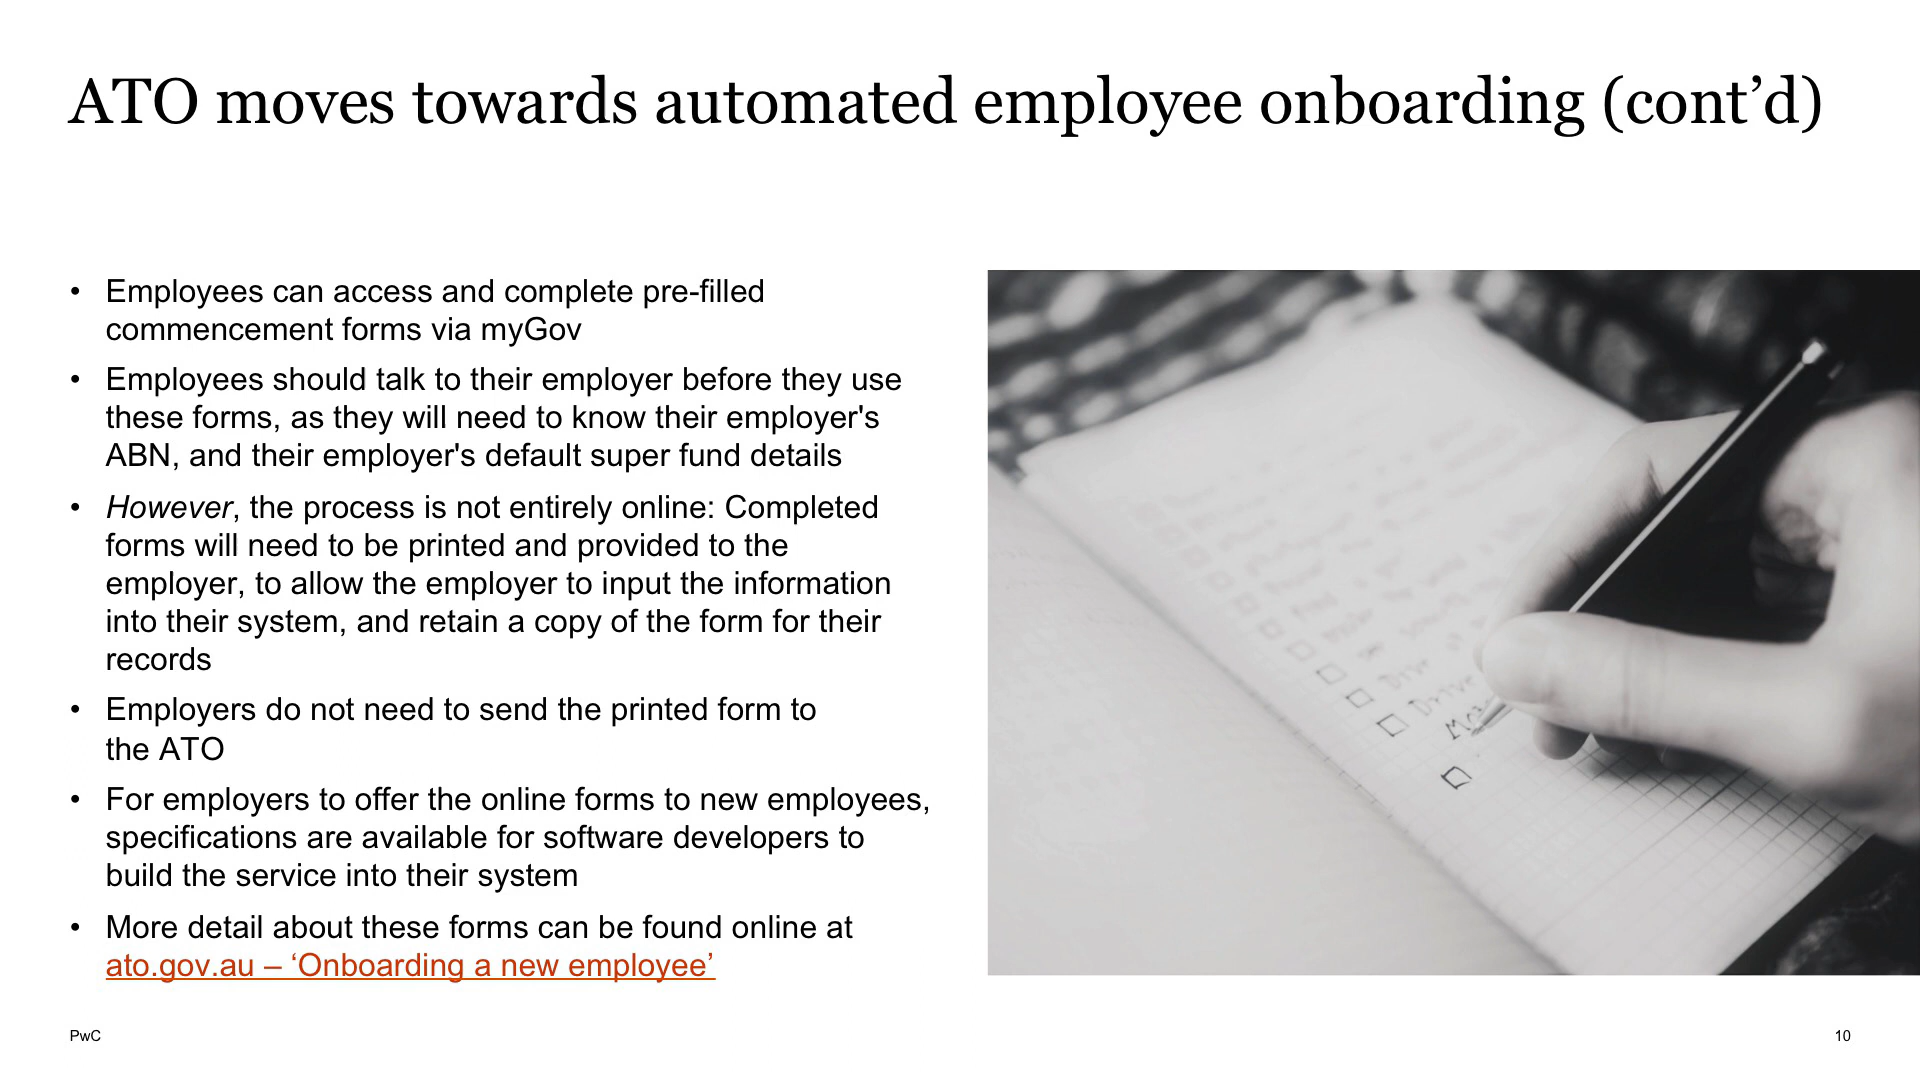 ATO moves towards automated employee onboarding (cont’d)
• Employees can access and complete pre-filled
commencement forms via myGov
• Employees should talk to their employer before they use
these forms, as they will need to know their employer's
ABN, and their employer's default super fund details
• However, the process is not entirely online: Completed
forms will need to be printed and provided to the
employer, to allow the employer to input the information
into their system, and retain a copy of the form for their
records
• Employers do not need to send the printed form to
the ATO
• For employers to offer the online forms to new employees,
specifications are available for software developers to
build the service into their system
• More detail about these forms can be found online at
ato.gov.au – ‘Onboarding a new employee’
PwC
10